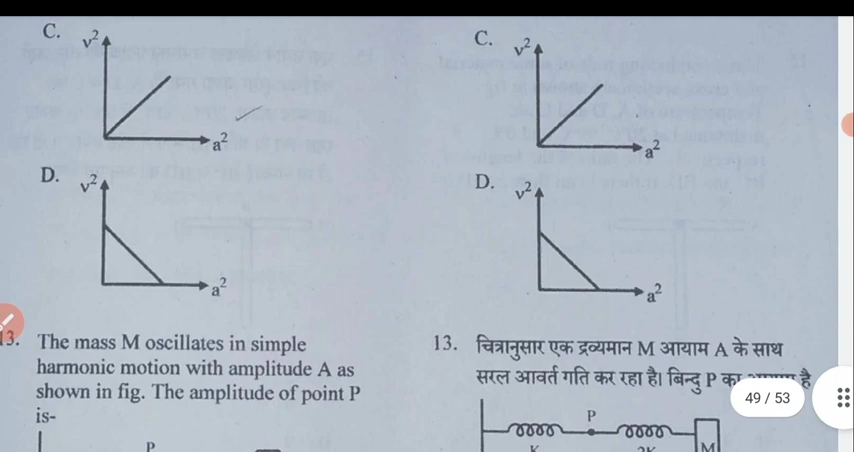 C. v²
a²
D. v²
a²
13. The mass M oscillates in simple
harmonic motion with amplitude A as
shown in fig. The amplitude of point P
is-
P
C. v²
a²
D. v²
a²
13. चित्रानुसार एक द्रव्यमान M आयाम A के साथ
सरल आवर्त गति कर रहा है। बिन्दु P का है
49 / 53
P
K 2K M